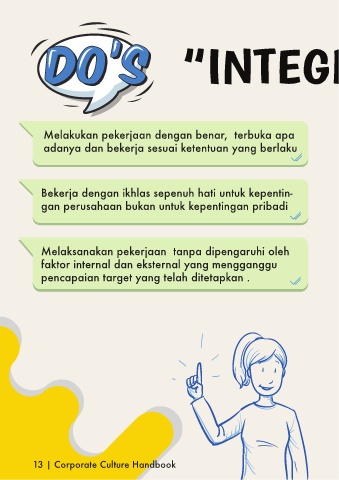 DO'S
"INTEGI
Melakukan pekerjaan dengan benar, terbuka apa
adanya dan bekerja sesuai ketentuan yang berlaku
Bekerja dengan ikhlas sepenuh hati untuk kepentin-
gan perusahaan bukan untuk kepentingan pribadi
Melaksanakan pekerjaan tanpa dipengaruhi oleh
faktor internal dan eksternal yang mengganggu
pencapaian target yang telah ditetapkan .
13 | Corporate Culture Handbook